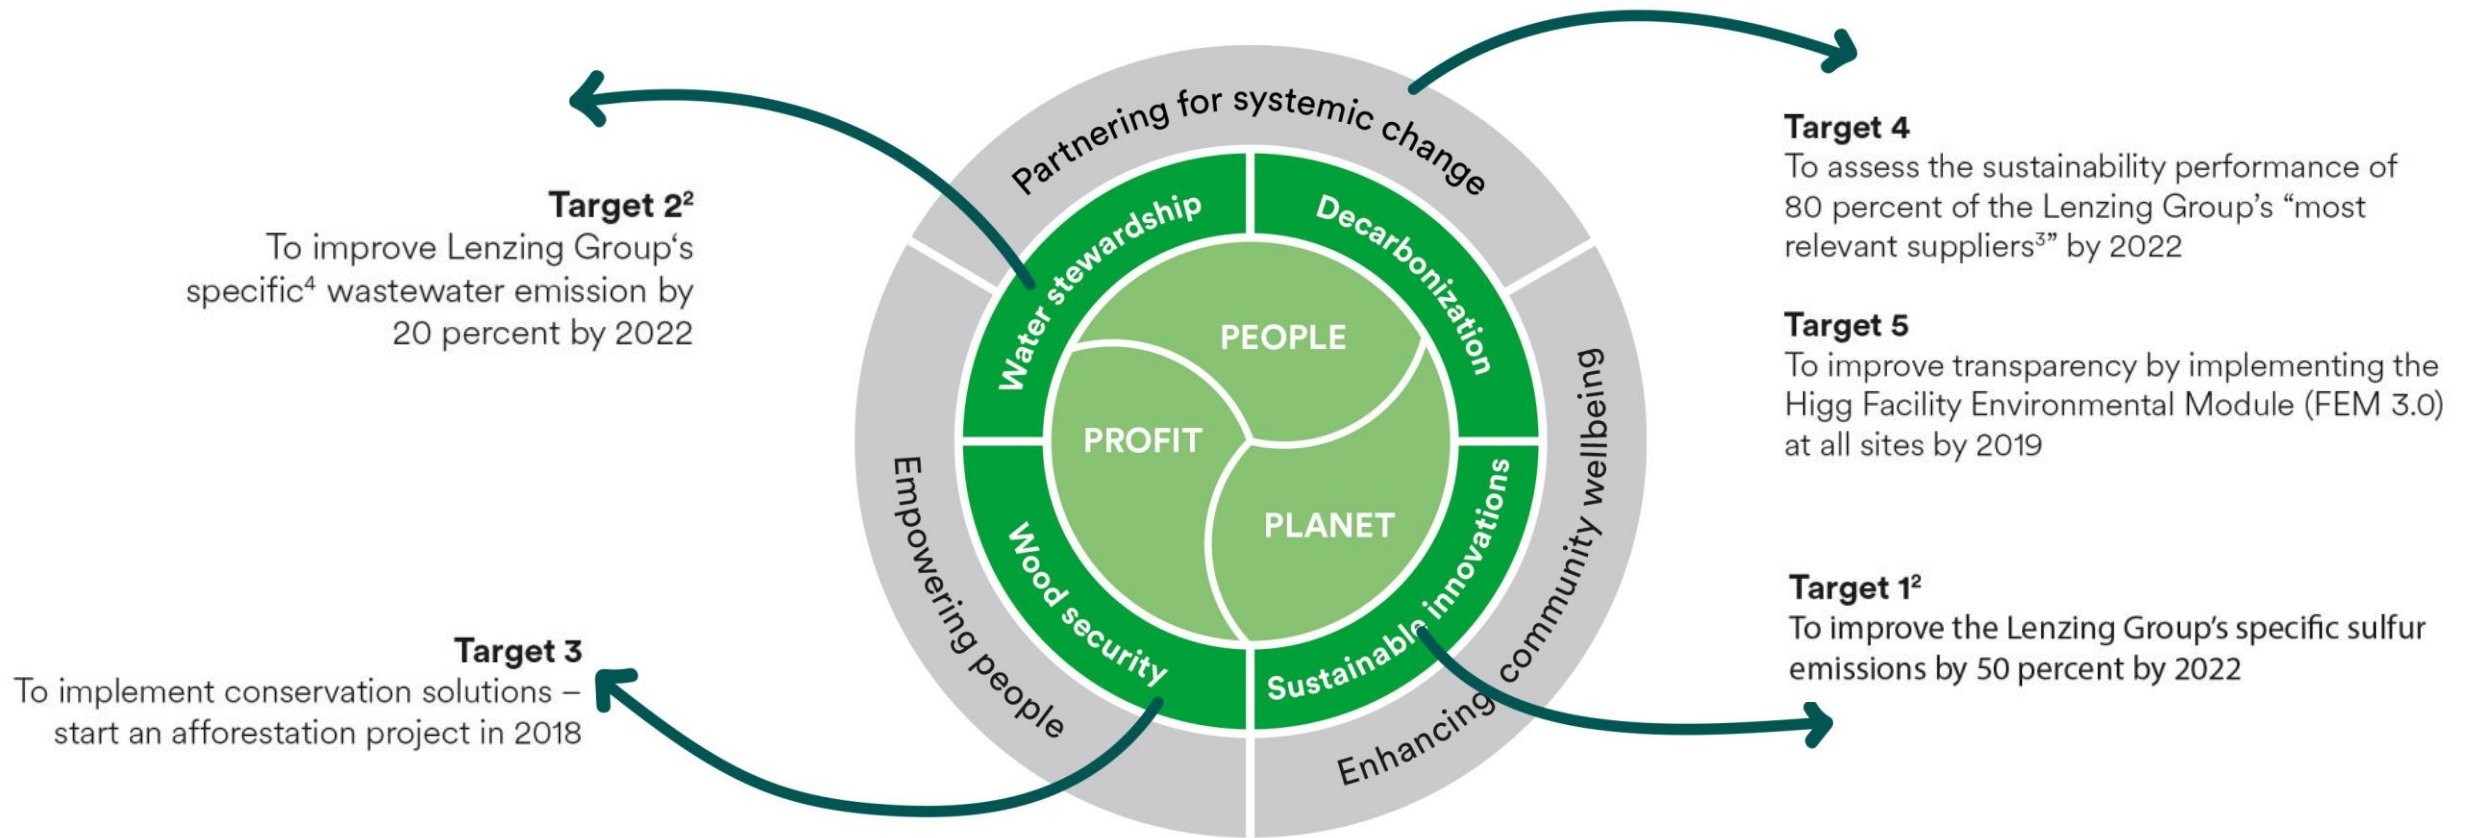 Target 2²
To improve Lenzing Group‘s
specific⁴ wastewater emission by
20 percent by 2022
Target 3
To implement conservation solutions –
start an afforestation project in 2018
Partnering for systemic change
Empowering people
Enhancing community wellbeing
Water stewardship
Decarbonization
Wood security
Sustainable innovations
PEOPLE
PROFIT
PLANET
Target 4
To assess the sustainability performance of
80 percent of the Lenzing Group’s “most
relevant suppliers³” by 2022
Target 5
To improve transparency by implementing the
Higg Facility Environmental Module (FEM 3.0)
at all sites by 2019
Target 1²
To improve the Lenzing Group’s specific sulfur
emissions by 50 percent by 2022